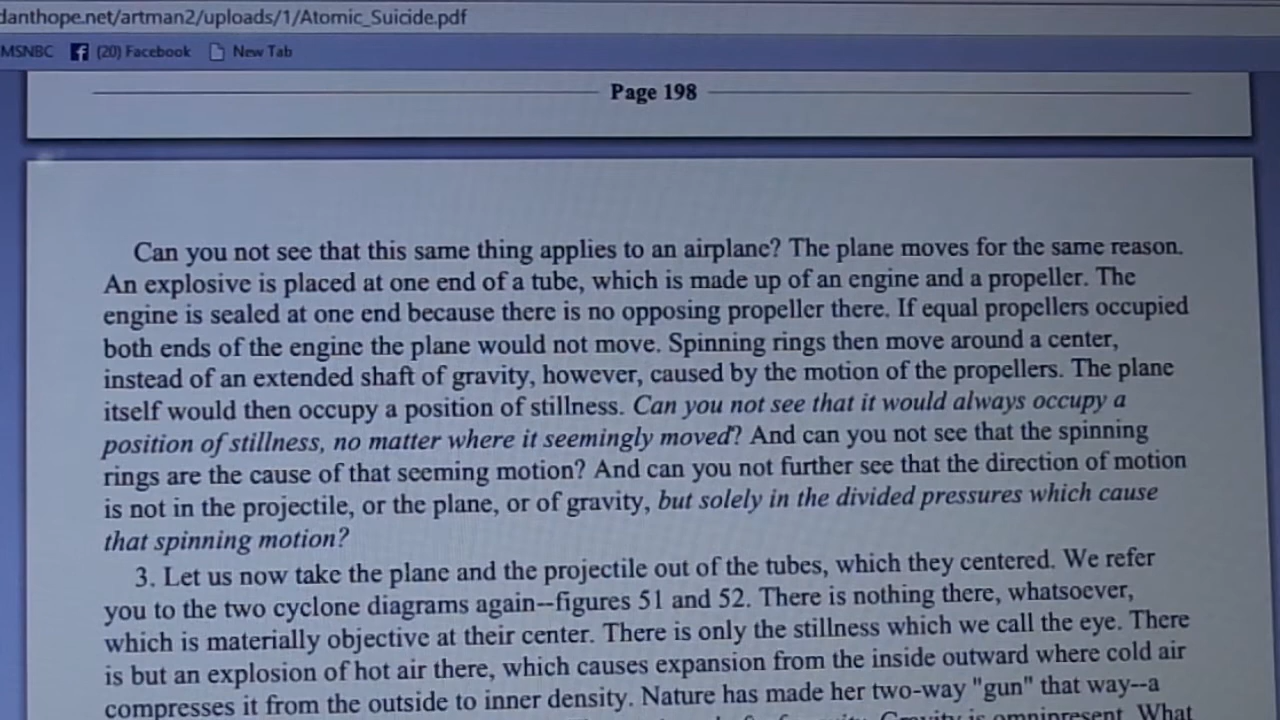 danthope.net/artman2/uploads/1/Atomic_Suicide.pdf
MSNBC (20) Facebook New Tab
Page 198
Can you not see that this same thing applies to an airplane? The plane moves for the same reason.
An explosive is placed at one end of a tube, which is made up of an engine and a propeller. The
engine is sealed at one end because there is no opposing propeller there. If equal propellers occupied
both ends of the engine the plane would not move. Spinning rings then move around a center,
instead of an extended shaft of gravity, however, caused by the motion of the propellers. The plane
itself would then occupy a position of stillness. Can you not see that it would always occupy a
position of stillness, no matter where it seemingly moved? And can you not see that the spinning
rings are the cause of that seeming motion? And can you not further see that the direction of motion
is not in the projectile, or the plane, or of gravity, but solely in the divided pressures which cause
that spinning motion?
3. Let us now take the plane and the projectile out of the tubes, which they centered. We refer
you to the two cyclone diagrams again--figures 51 and 52. There is nothing there, whatsoever,
which is materially objective at their center. There is only the stillness which we call the eye. There
is but an explosion of hot air there, which causes expansion from the inside outward where cold air
compresses it from the outside to inner density. Nature has made her two-way "gun" that way--a
Gravity is omnipresent. What